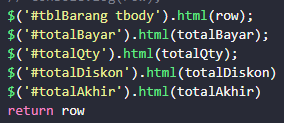 $('#tblBarang tbody').html(row);
$('#totalBayar').html(totalBayar);
$('#totalQty').html(totalQty);
$('#totalDiskon').html(totalDiskon)
$('#totalAkhir').html(totalAkhir)
return row